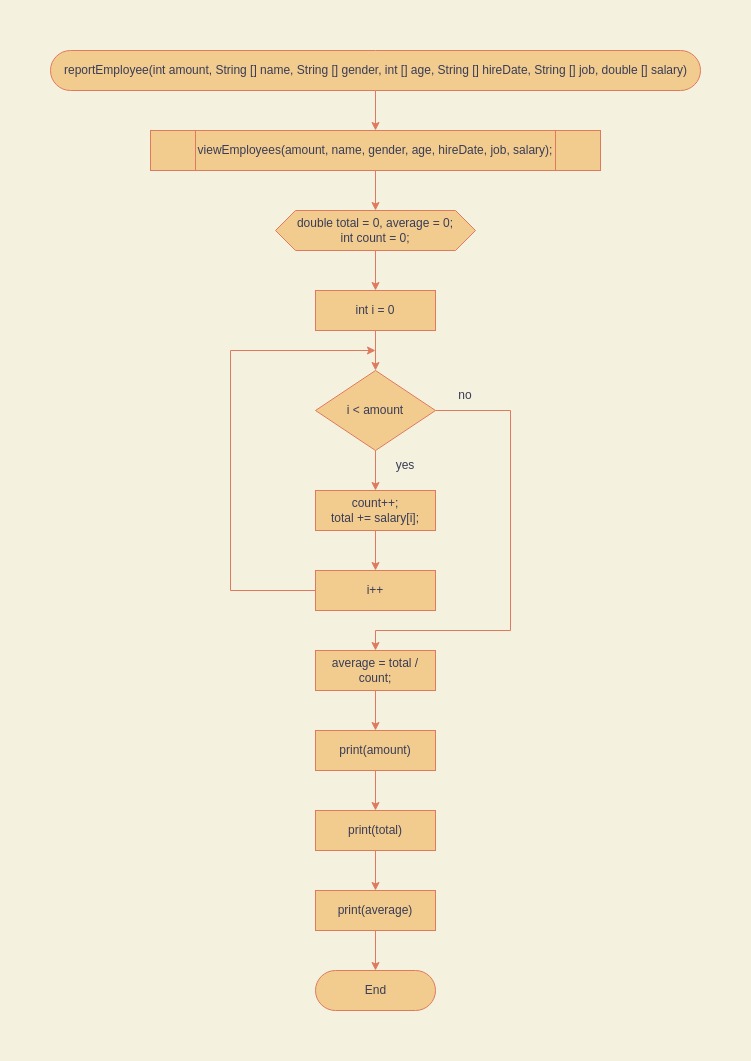 reportEmployee(int amount, String [] name, String [] gender, int [] age, String [] hireDate, String [] job, double [] salary)
viewEmployees(amount, name, gender, age, hireDate, job, salary);
double total = 0, average = 0;
int count = 0;
int i = 0
i < amount
no
yes
count++;
total += salary[i];
i++
average = total /
count;
print(amount)
print(total)
print(average)
End